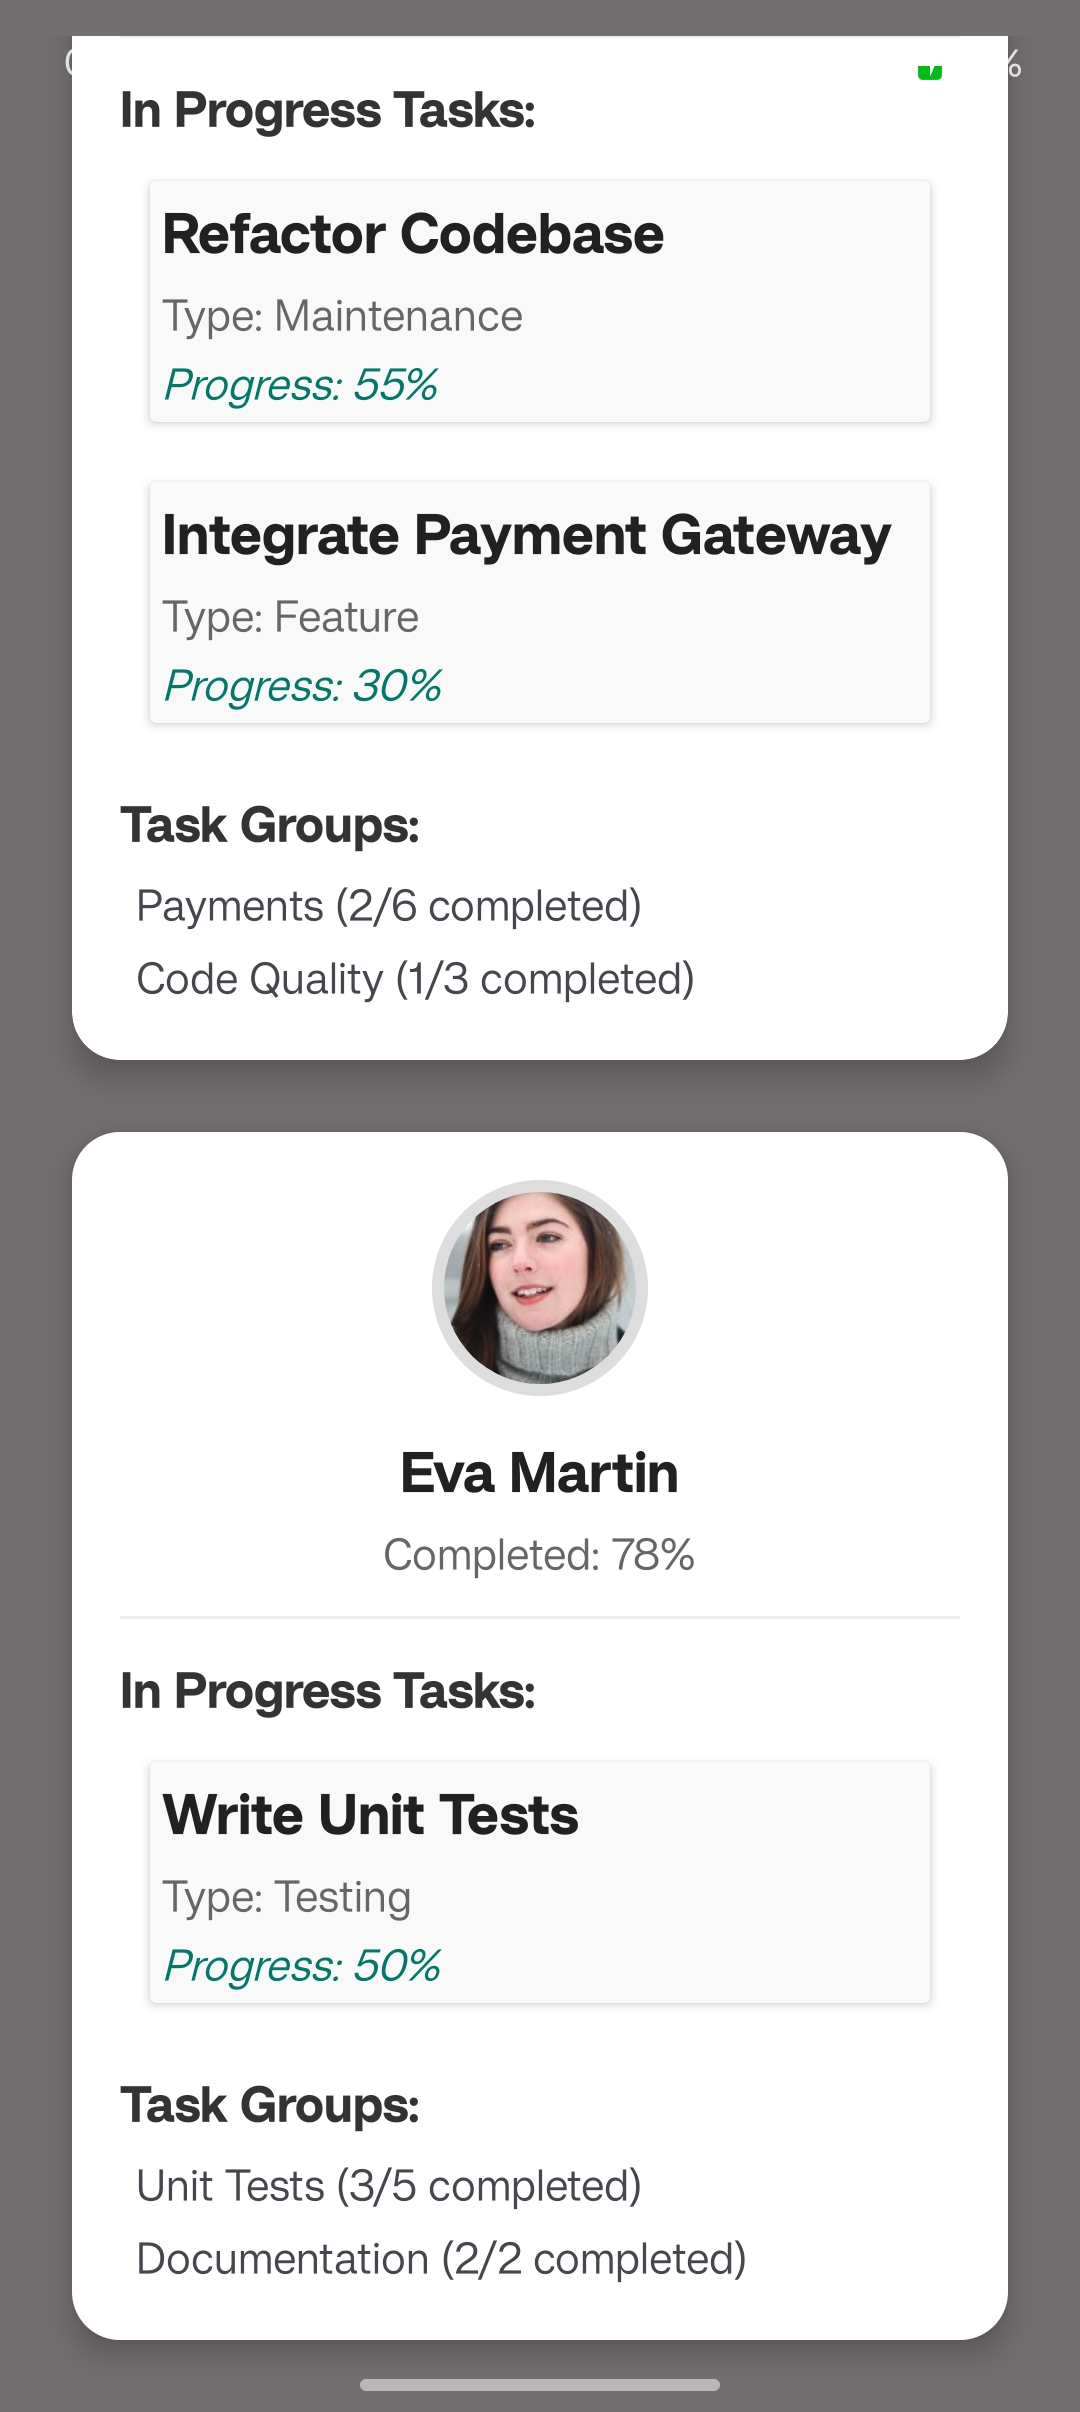 In Progress Tasks:
Refactor Codebase
Type: Maintenance
Progress: 55%
Integrate Payment Gateway
Type: Feature
Progress: 30%
Task Groups:
Payments (2/6 completed)
Code Quality (1/3 completed)
Eva Martin
Completed: 78%
In Progress Tasks:
Write Unit Tests
Type: Testing
Progress: 50%
Task Groups:
Unit Tests (3/5 completed)
Documentation (2/2 completed)